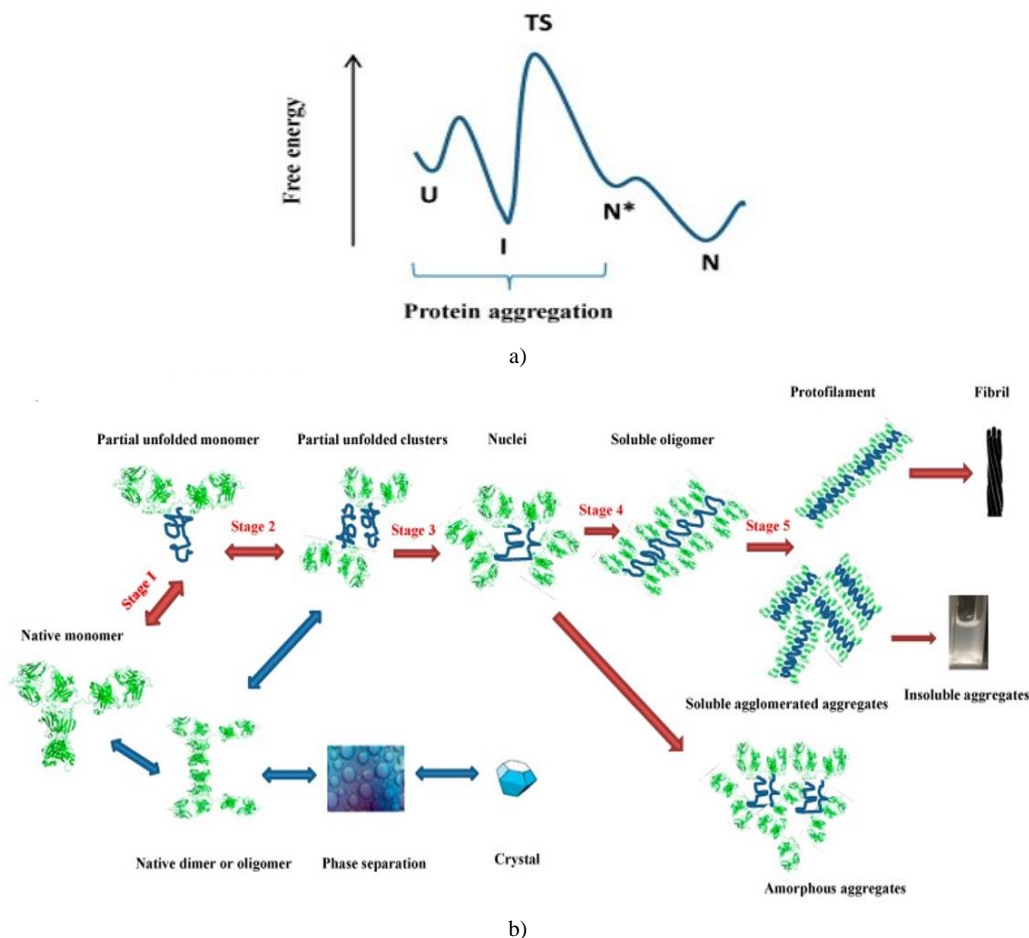 TS
Free energy
U
N*
I
N
Protein aggregation
a)
Protofilament
Fibril
Partial unfolded monomer
Partial unfolded clusters
Nuclei
Soluble oligomer
Stage 2
Stage 3
Stage 4
Stage 5
Stage I
Native monomer
Soluble agglomerated aggregates
Insoluble aggregates
Native dimer or oligomer
Phase separation
Crystal
Amorphous aggregates
b)